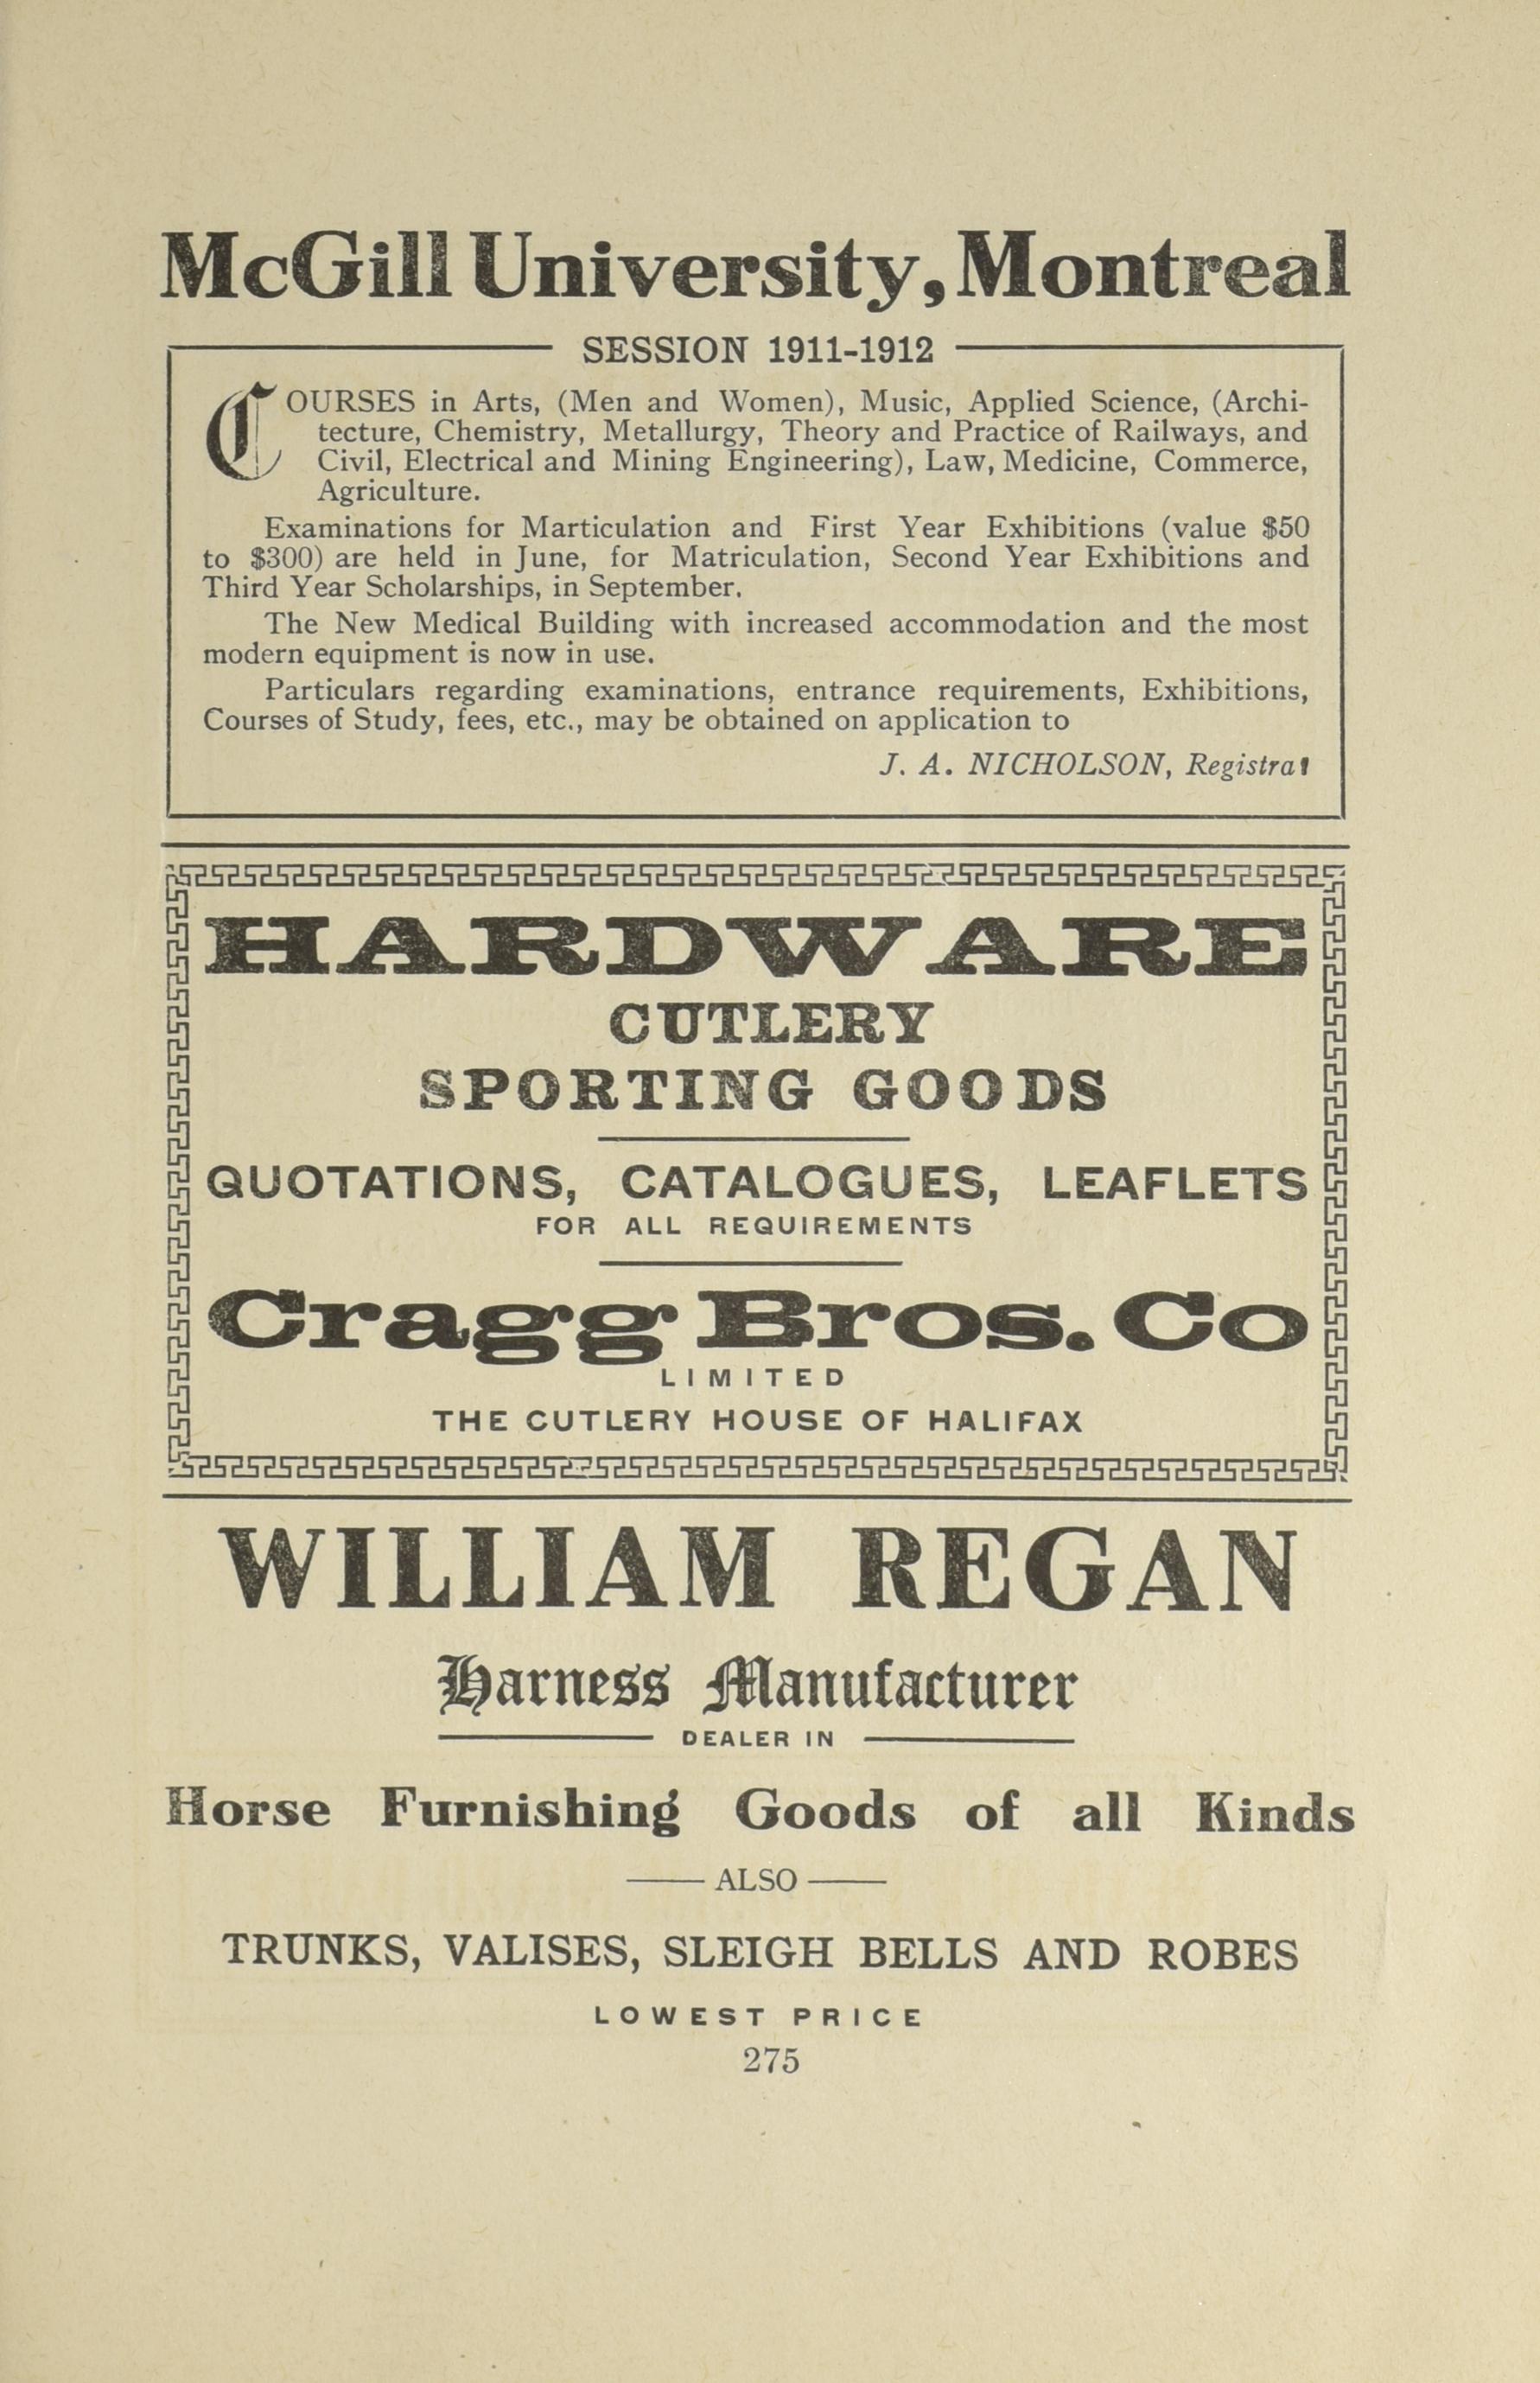 McGill University, Montreal
SESSION 1911-1912
COURSES in Arts, (Men and Women), Music, Applied Science, (Archi-
tecture, Chemistry, Metallurgy, Theory and Practice of Railways, and
Civil, Electrical and Mining Engineering), Law, Medicine, Commerce,
Agriculture.
Examinations for Marticulation and First Year Exhibitions (value $50
to $300) are held in June, for Matriculation, Second Year Exhibitions and
Third Year Scholarships, in September.
The New Medical Building with increased accommodation and the most
modern equipment is now in use.
Particulars regarding examinations, entrance requirements, Exhibitions,
Courses of Study, fees, etc., may be obtained on application to
J. A. NICHOLSON, Registrar
HARDWARE
CUTLERY
SPORTING GOODS
QUOTATIONS, CATALOGUES, LEAFLETS
FOR ALL REQUIREMENTS
Cragg Bros. Co
LIMITED
THE CUTLERY HOUSE OF HALIFAX
WILLIAM REGAN
Harness Manufacturer
DEALER IN
Horse Furnishing Goods of all Kinds
ALSO
TRUNKS, VALISES, SLEIGH BELLS AND ROBES
LOWEST PRICE
275